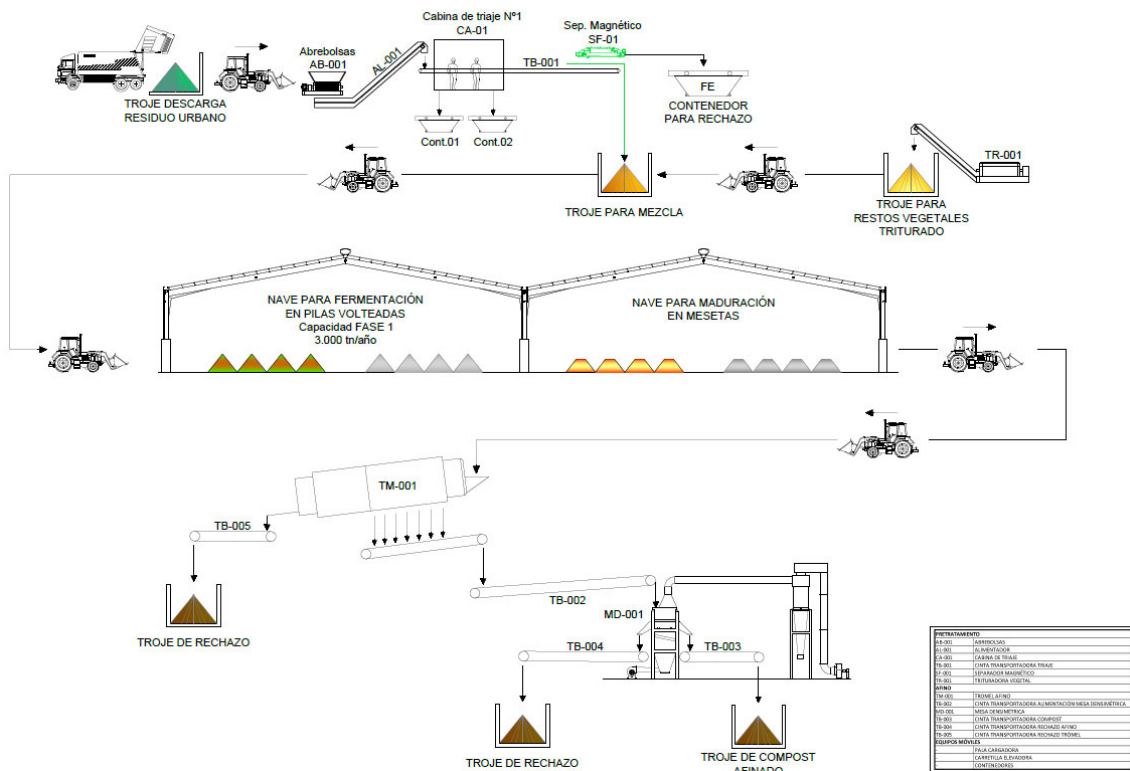 Cabina de triaje Nº1
CA-01
Sep. Magnético
SF-01
Abrebolsas
AB-001
AL-001
TB-001
FE
TROJE DESCARGA
RESIDUO URBANO
CONTENEDOR
PARA RECHAZO
Cont.01
Cont.02
TR-001
TROJE PARA MEZCLA
TROJE PARA
RESTOS VEGETALES
TRITURADO
NAVE PARA FERMENTACIÓN
EN PILAS VOLTEADAS
Capacidad FASE 1
3.000 tn/año
NAVE PARA MADURACIÓN
EN MESETAS
TM-001
TB-005
TB-002
TROJE DE RECHAZO
MD-001
TB-004
TB-003
TROJE DE RECHAZO
TROJE DE COMPOST
AFINADO
PRETRATAMIENTO
AB-001 ABREBOLSAS
AL-001 ALIMENTADOR
CA-001 CABINA DE TRIAJE
TB-001 CINTA TRANSPORTADORA TRIAJE
SF-001 SEPARADOR MAGNÉTICO
TR-001 TRITURADORA VEGETAL
AFINO
TM-001 TROMEL AFINO
TB-002 CINTA TRANSPORTADORA ALIMENTACIÓN MESA DENSIMÉTRICA
MD-001 MESA DENSIMÉTRICA
TB-003 CINTA TRANSPORTADORA COMPOST
TB-004 CINTA TRANSPORTADORA RECHAZO AFINO
TB-005 CINTA TRANSPORTADORA RECHAZO TRÓMEL
EQUIPOS MÓVILES
- PALA CARGADORA
- CARRETILLA ELEVADORA
- CONTENEDORES